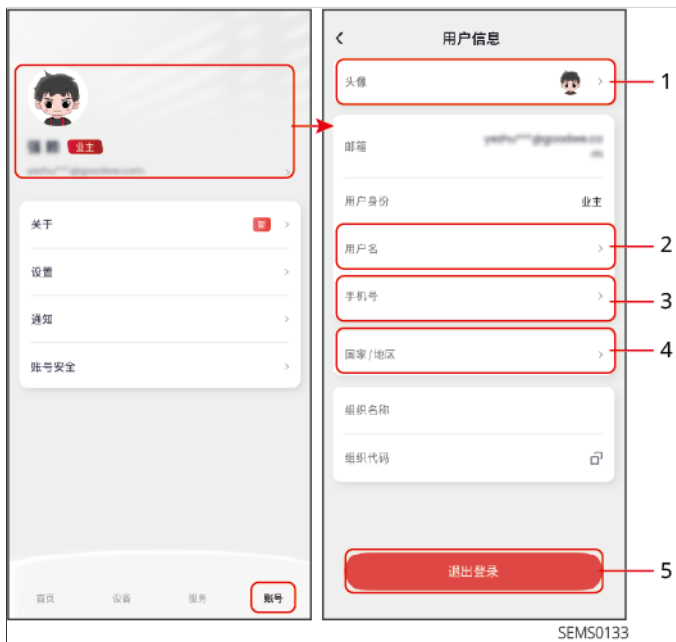 业主
关于
设置
通知
账号安全
首页
设备
服务
账号
用户信息
头像
1
邮箱
用户身份
业主
用户名
2
手机号
3
国家/地区
4
组织名称
组织代码
退出登录
5
SEMS0133